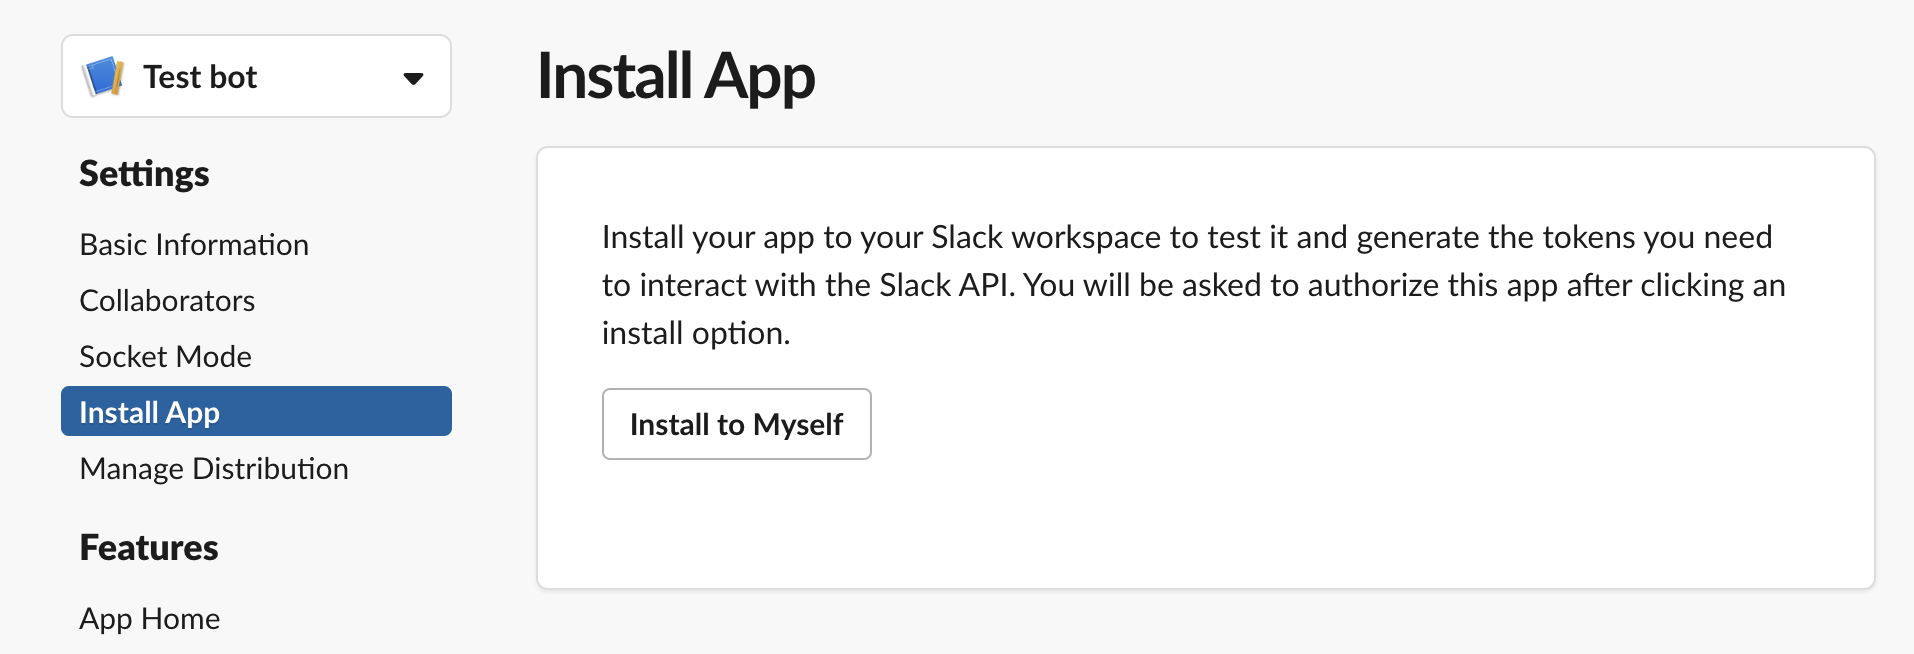 Test bot
Settings
Basic Information
Collaborators
Socket Mode
Install App
Manage Distribution
Features
App Home
Install App
Install your app to your Slack workspace to test it and generate the tokens you need
to interact with the Slack API. You will be asked to authorize this app after clicking an
install option.
Install to Myself